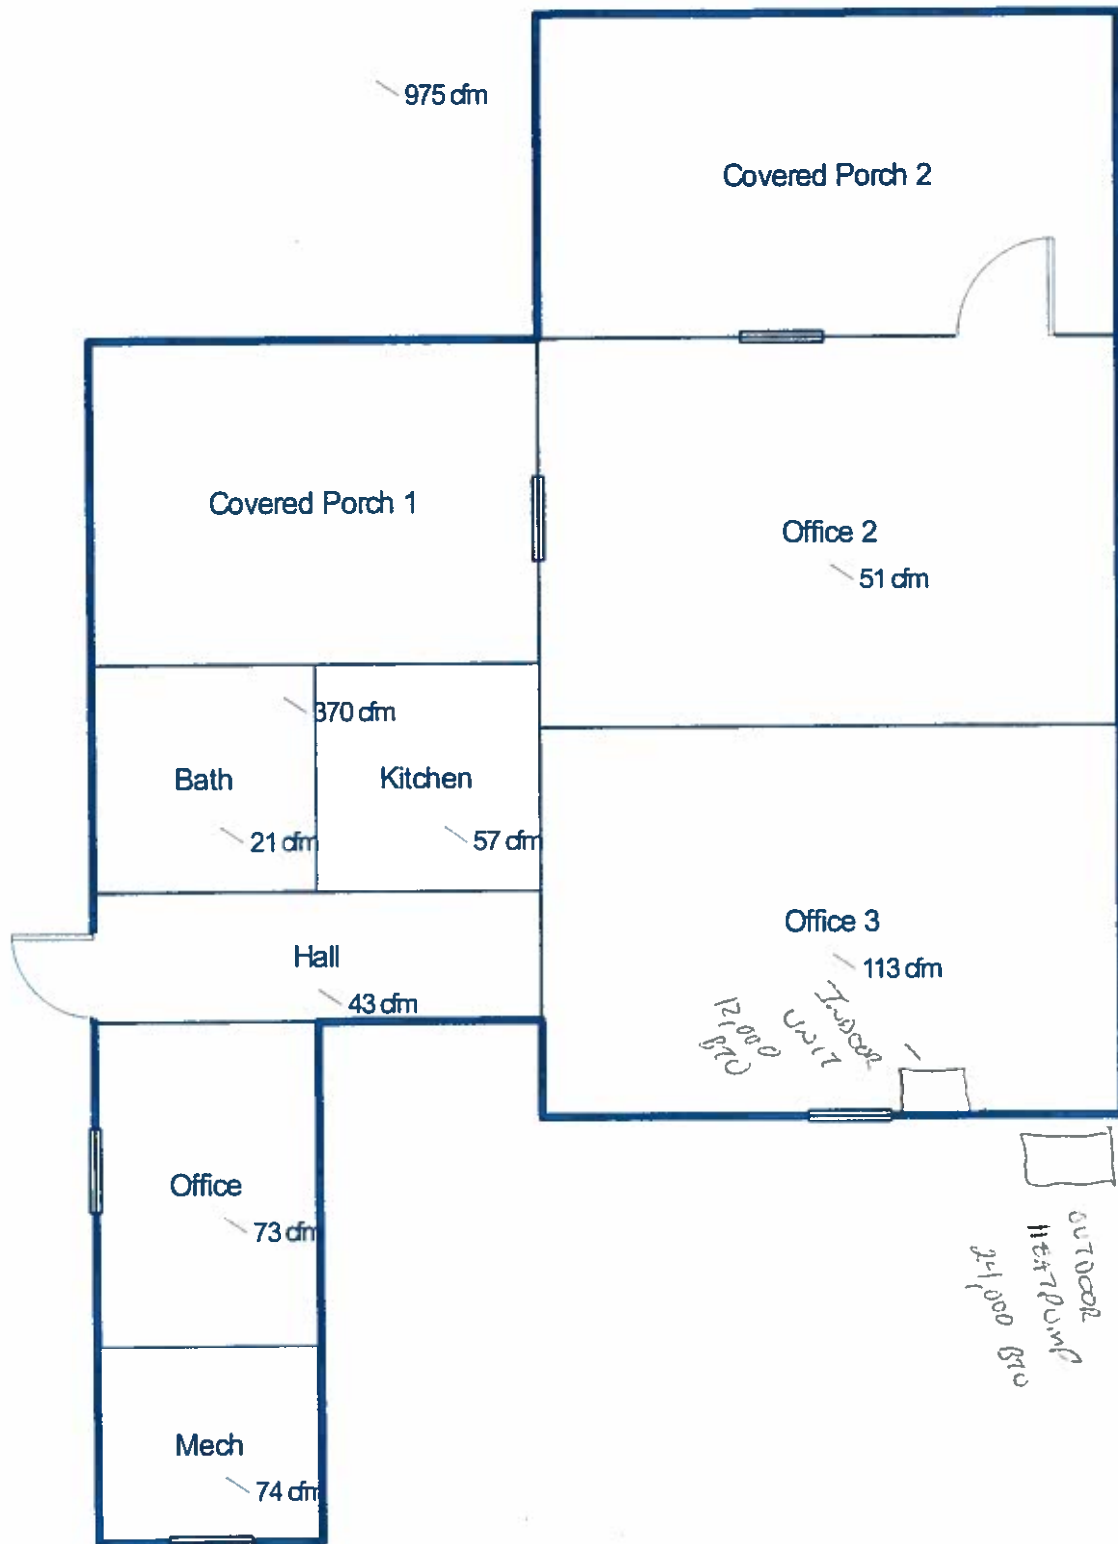 975 cfm
Covered Porch 2
Covered Porch 1
Office 2
51 cfm
370 cfm
Bath
Kitchen
21 cfm
57 cfm
Office 3
113 cfm
Hall
43 cfm
INDOOR
UNIT
12,000
BTU
Office
73 cfm
OUTDOOR
HEATPUMP
24,000 BTU
Mech
74 cfm